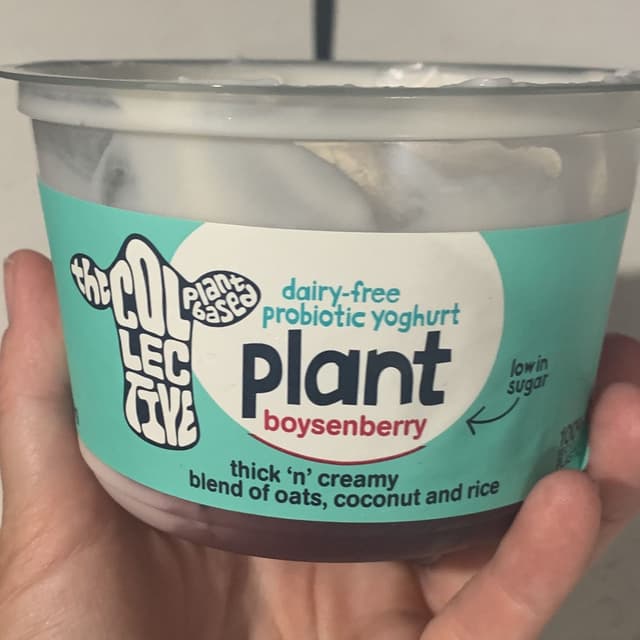 the
COL
LEC
TIVE
plant
based
dairy-free
probiotic yoghurt
plant
boysenberry
low in
sugar
thick 'n' creamy
blend of oats, coconut and rice